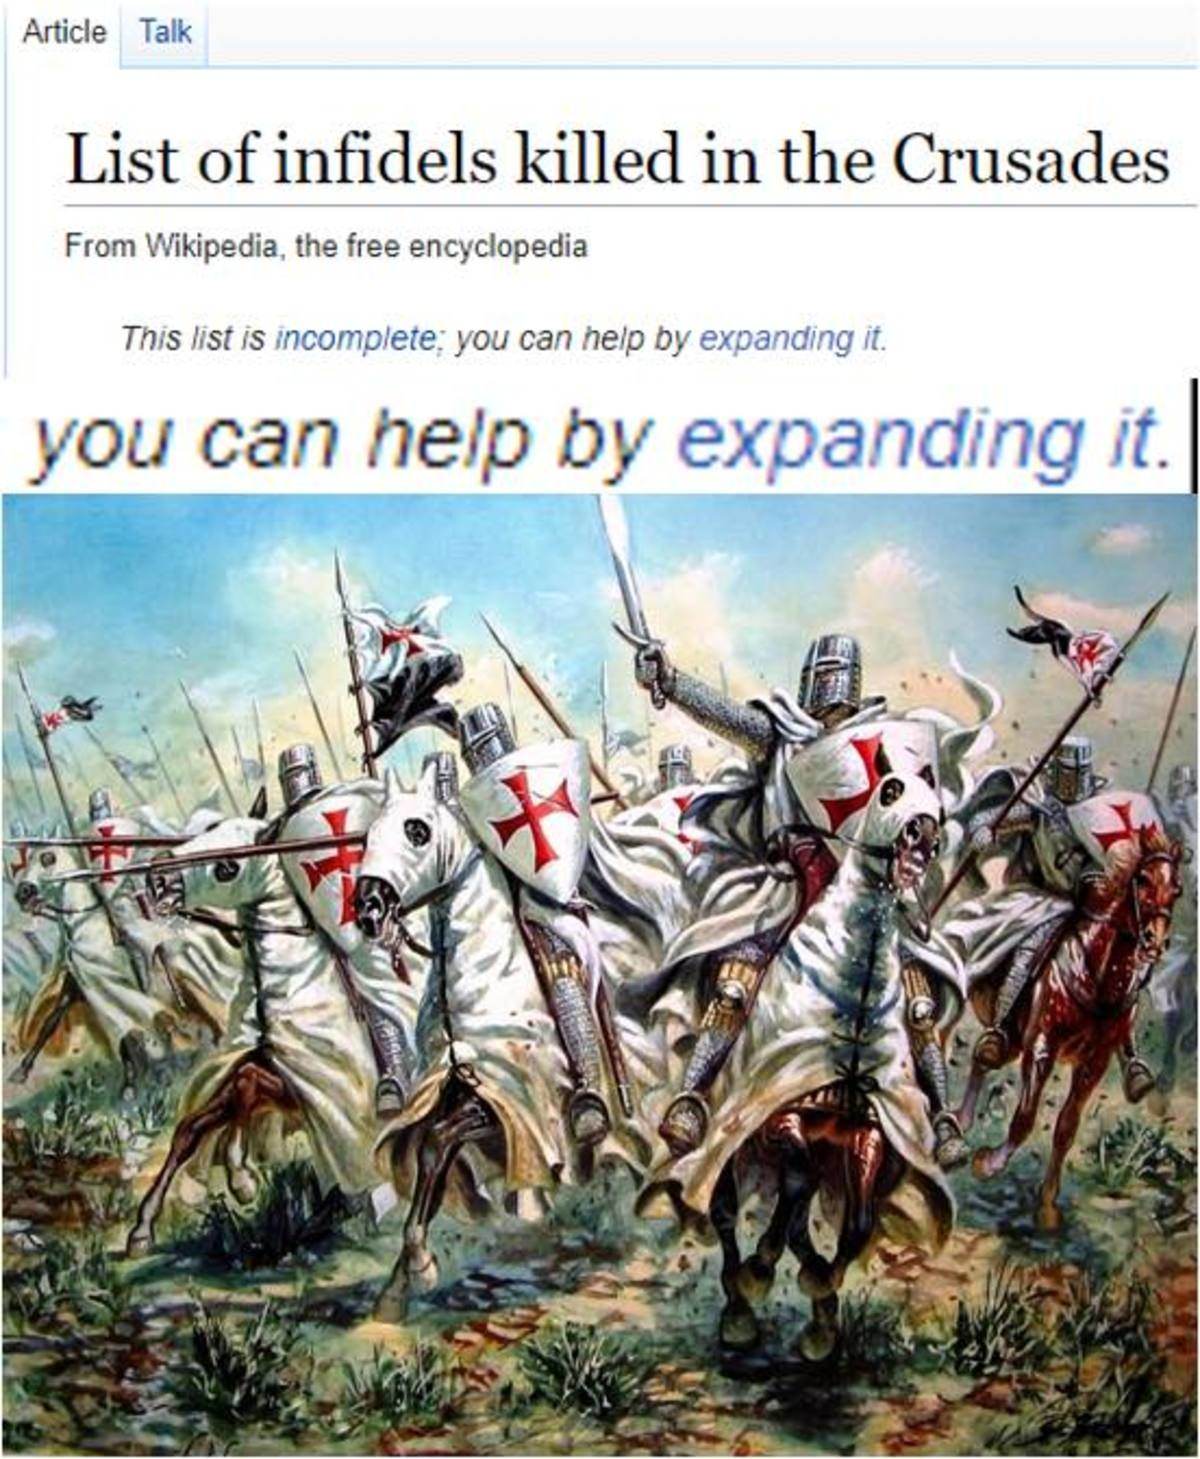 Article Talk
List of infidels killed in the Crusades
From Wikipedia, the free encyclopedia
This list is incomplete; you can help by expanding it.
you can help by expanding it.